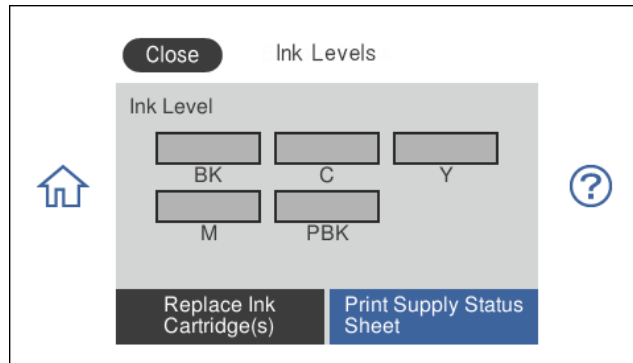 Close
Ink Levels
Ink Level
BK
C
Y
M
PBK
Replace Ink
Cartridge(s)
Print Supply Status
Sheet
?